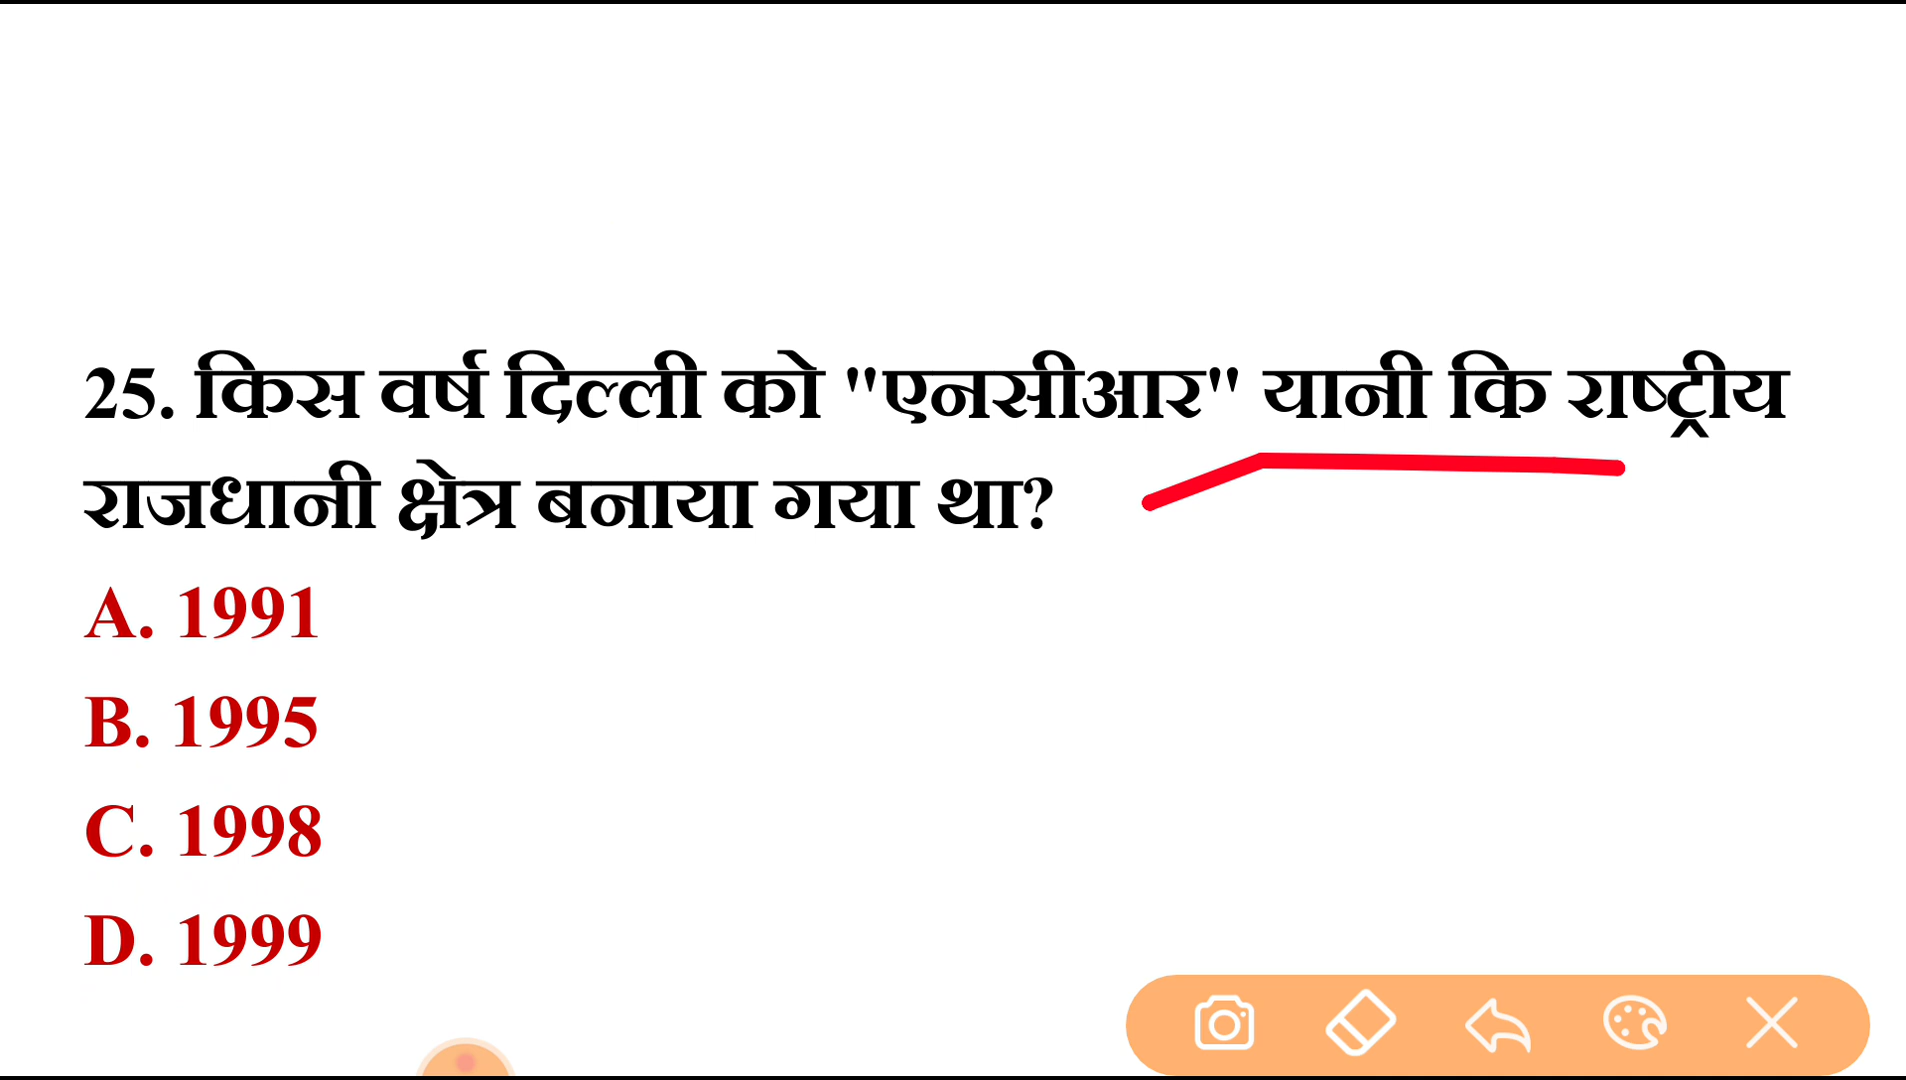 25. किस वर्ष दिल्ली को "एनसीआर" यानी कि राष्ट्रीय
राजधानी क्षेत्र बनाया गया था?
A. 1991
B. 1995
C. 1998
D. 1999